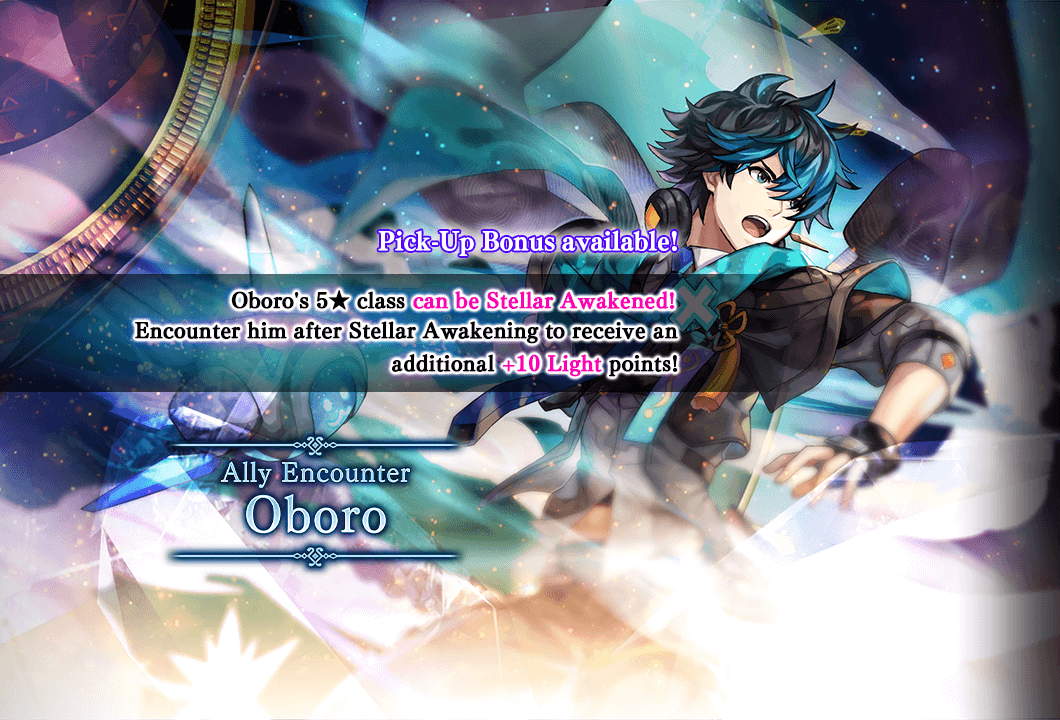 Pick-Up Bonus available!
Oboro's 5★ class can be Stellar Awakened!
Encounter him after Stellar Awakening to receive an
additional +10 Light points!
Ally Encounter
Oboro